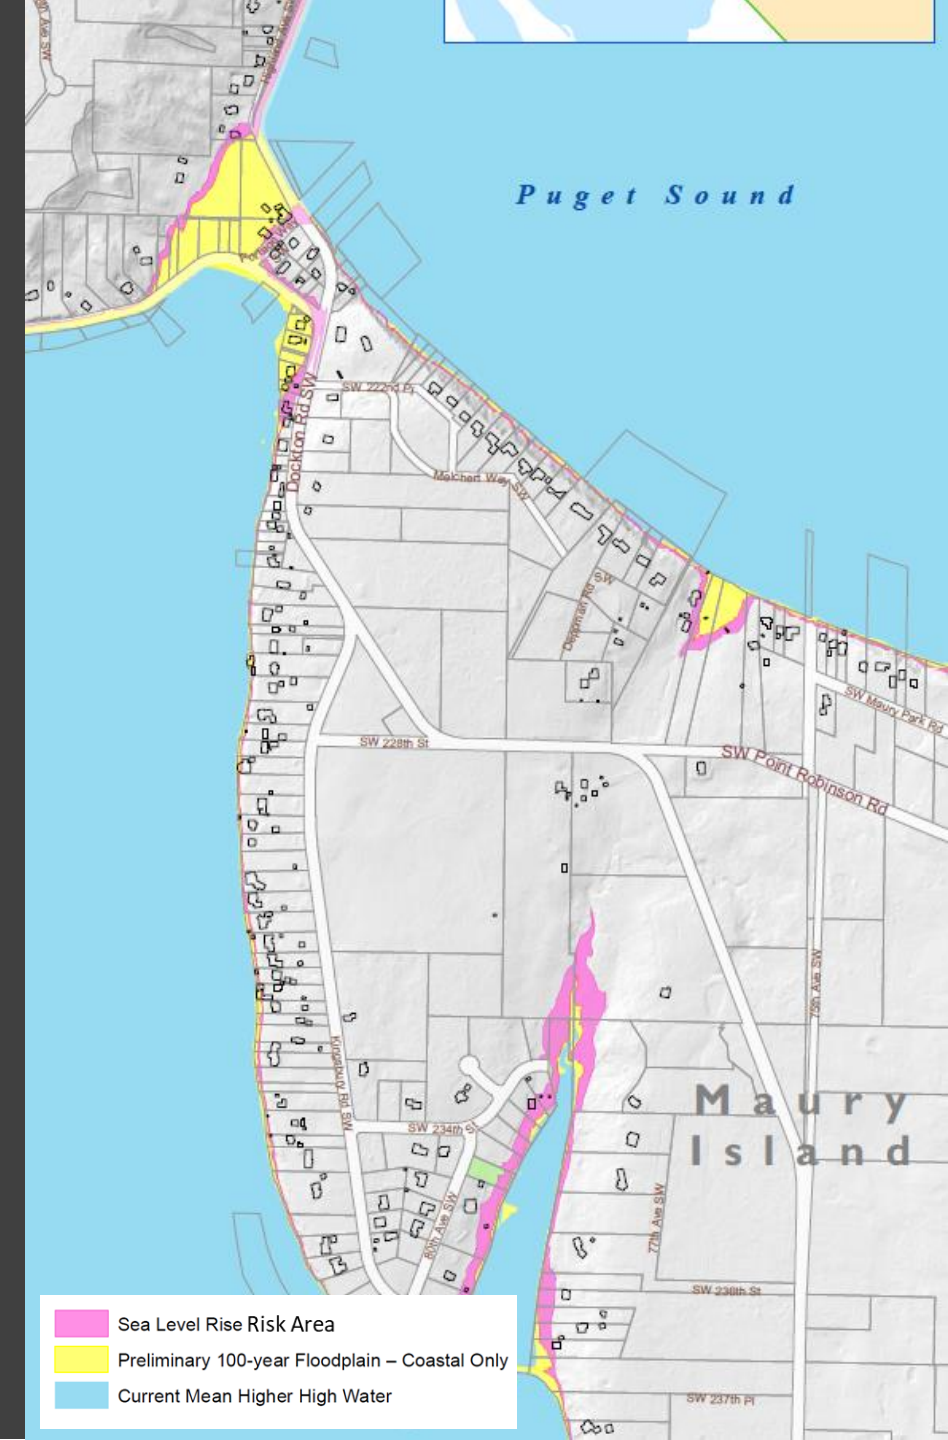 Puget Sound
Dockton Rd SW
SW 222nd Pl
Melchert Way SW
Deppman Rd SW
SW Maury Park Rd
SW 228th St
SW Point Robinson Rd
75th Ave SW
Kingsbury Rd SW
Maury
Island
SW 234th St
80th Ave SW
77th Ave SW
SW 236th St
SW 237th Pl
Sea Level Rise Risk Area
Preliminary 100-year Floodplain – Coastal Only
Current Mean Higher High Water